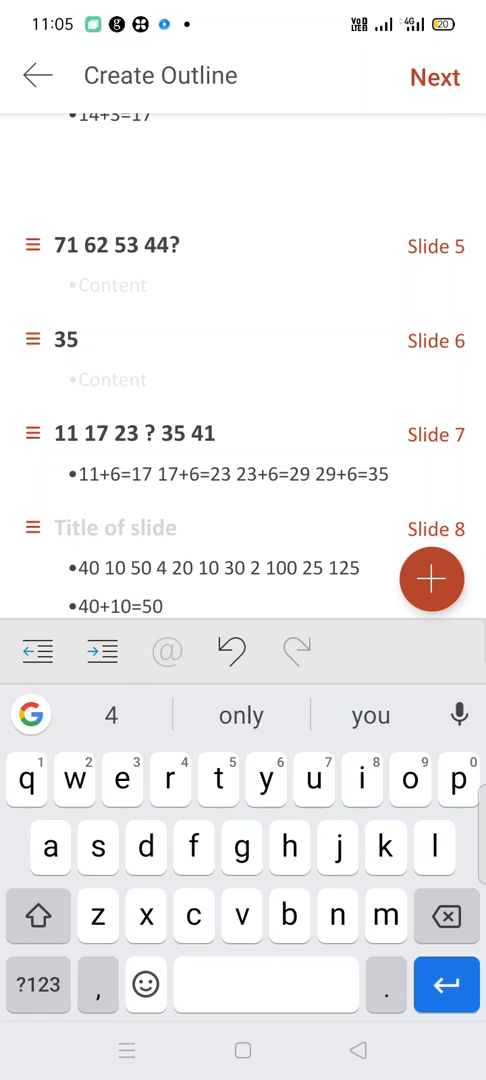 11:05
Vo LTE 4G 20
Create Outline Next
•14+3=17
71 62 53 44? Slide 5
•Content
35 Slide 6
•Content
11 17 23 ? 35 41 Slide 7
•11+6=17 17+6=23 23+6=29 29+6=35
Title of slide Slide 8
•40 10 50 4 20 10 30 2 100 25 125
•40+10=50
@
4 only you
1 2 3 4 5 6 7 8 9 0
q w e r t y u i o p
a s d f g h j k l
z x c v b n m
?123 , .